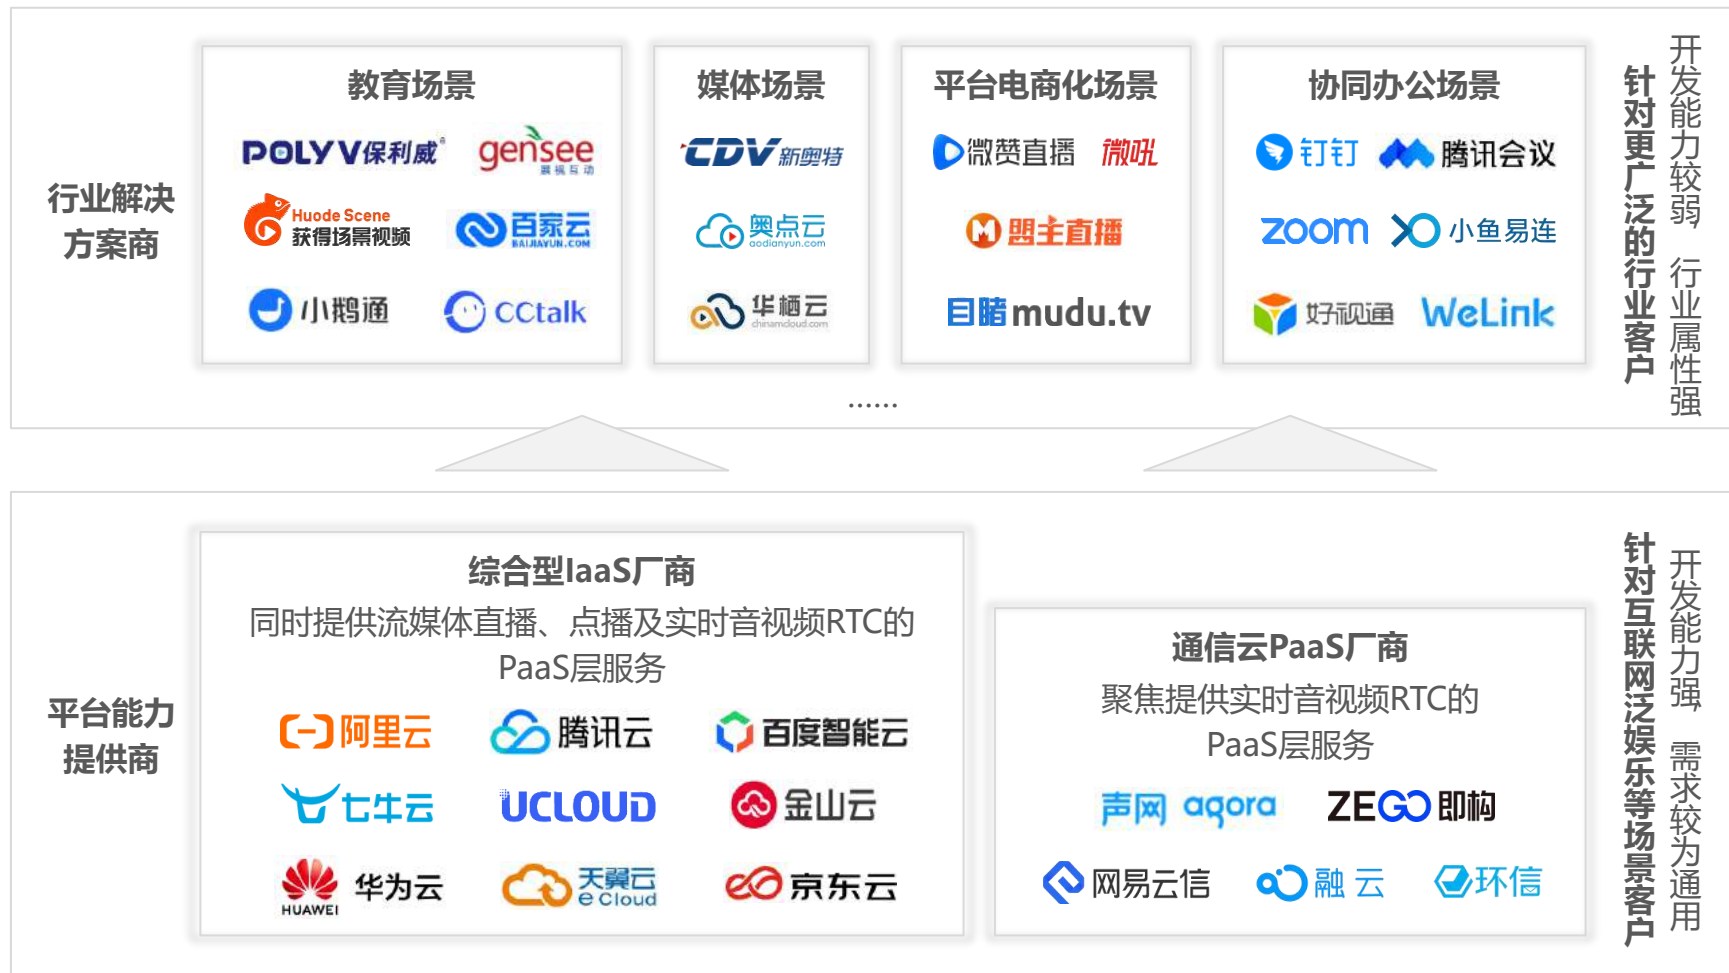 行业解决
方案商
教育场景
POLYV保利威
gensee
展视互动
Huode Scene
获得场景视频
百家云
BAIJIAYUN.COM
小鹅通
CCtalk
媒体场景
CDV新奥特
奥点云
aodianyun.com
华栖云
chinamcloud.com
平台电商化场景
微赞直播
微吼
盟主直播
目睹mudu.tv
协同办公场景
钉钉
腾讯会议
zoom
小鱼易连
好视通
WeLink
针对更广泛的行业客户
开发能力较弱，行业属性强
......
平台能力
提供商
综合型IaaS厂商
同时提供流媒体直播、点播及实时音视频RTC的
PaaS层服务
阿里云
腾讯云
百度智能云
七牛云
UCLOUD
金山云
HUAWEI
华为云
天翼云
e Cloud
京东云
通信云PaaS厂商
聚焦提供实时音视频RTC的
PaaS层服务
声网 agora
ZEGO即构
网易云信
融云
环信
针对互联网泛娱乐等场景客户
开发能力强，需求较为通用